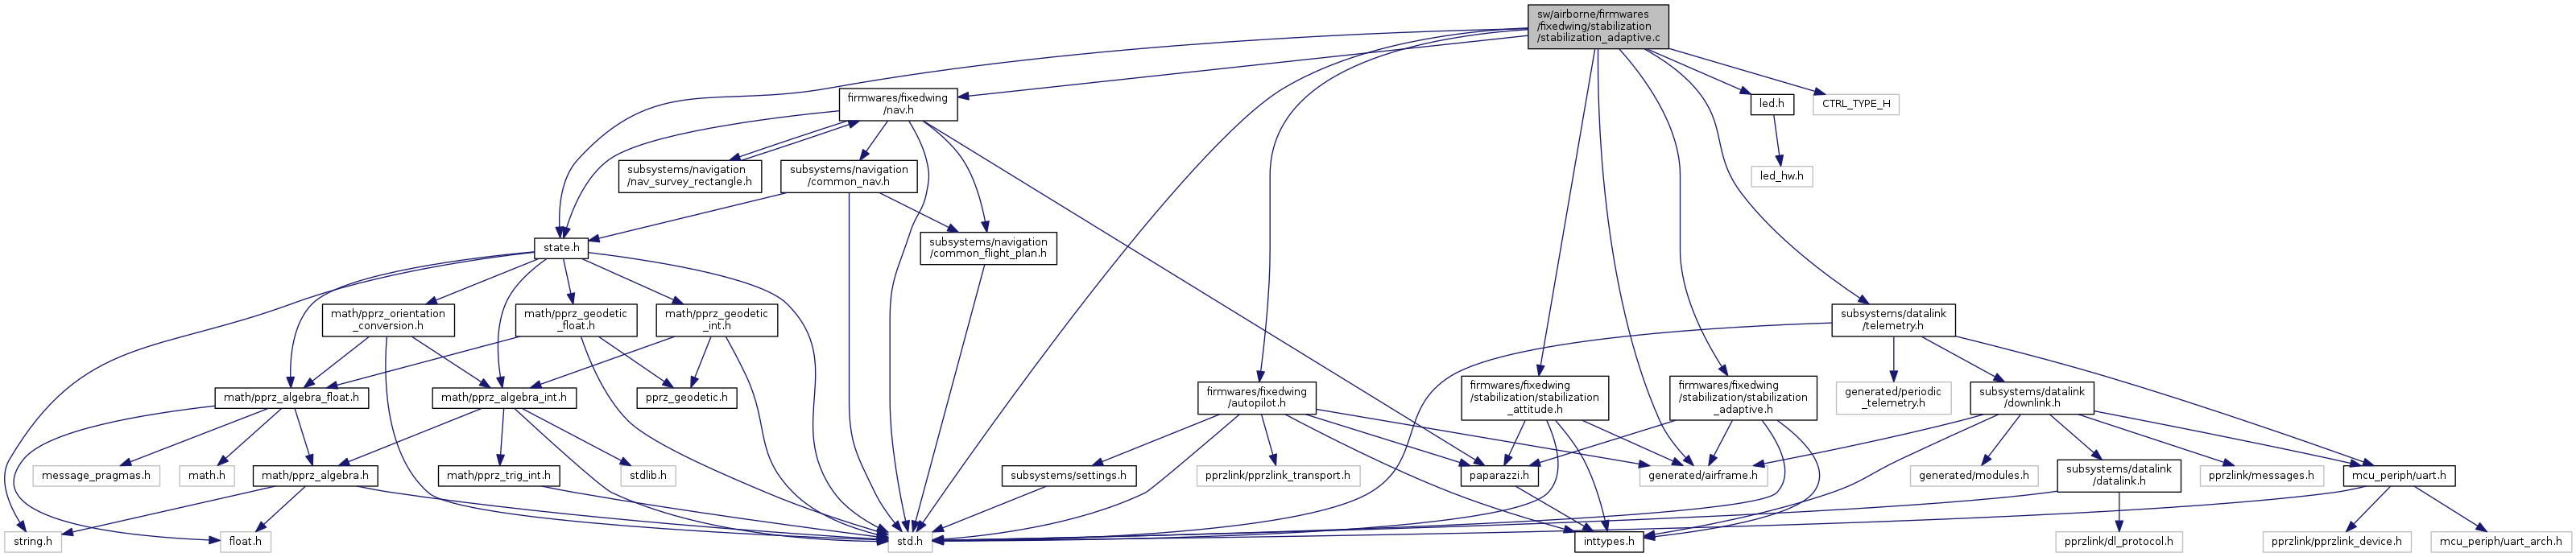 sw/airborne/firmwares
/fixedwing/stabilization
/stabilization_adaptive.c
firmwares/fixedwing
/nav.h
led.h
CTRL_TYPE_H
subsystems/navigation
/nav_survey_rectangle.h
subsystems/navigation
/common_nav.h
led_hw.h
state.h
subsystems/navigation
/common_flight_plan.h
math/pprz_orientation
_conversion.h
math/pprz_geodetic
_float.h
math/pprz_geodetic
_int.h
subsystems/datalink
/telemetry.h
math/pprz_algebra_float.h
math/pprz_algebra_int.h
pprz_geodetic.h
firmwares/fixedwing
/autopilot.h
firmwares/fixedwing
/stabilization/stabilization
_attitude.h
firmwares/fixedwing
/stabilization/stabilization
_adaptive.h
generated/periodic
_telemetry.h
subsystems/datalink
/downlink.h
message_pragmas.h
math.h
math/pprz_algebra.h
math/pprz_trig_int.h
stdlib.h
subsystems/settings.h
pprzlink/pprzlink_transport.h
paparazzi.h
generated/airframe.h
generated/modules.h
subsystems/datalink
/datalink.h
pprzlink/messages.h
mcu_periph/uart.h
string.h
float.h
std.h
inttypes.h
pprzlink/dl_protocol.h
pprzlink/pprzlink_device.h
mcu_periph/uart_arch.h